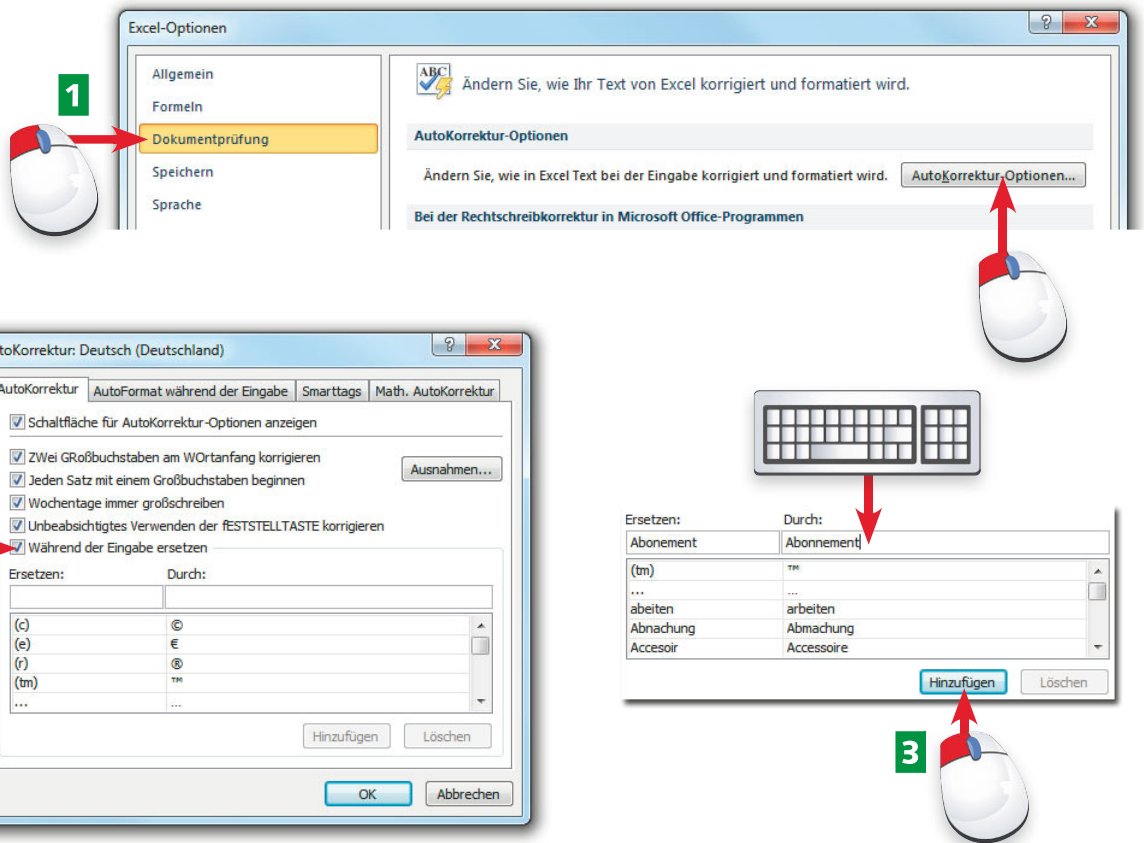 Excel-Optionen
1
Allgemein
Formeln
Dokumentprüfung
Speichern
Sprache
ABC
Ändern Sie, wie Ihr Text von Excel korrigiert und formatiert wird.
AutoKorrektur-Optionen
Ändern Sie, wie in Excel Text bei der Eingabe korrigiert und formatiert wird. AutoKorrektur-Optionen...
Bei der Rechtschreibkorrektur in Microsoft Office-Programmen
toKorrektur: Deutsch (Deutschland)
AutoKorrektur AutoFormat während der Eingabe Smarttags Math. AutoKorrektur
Schaltfläche für AutoKorrektur-Optionen anzeigen
ZWei GRoßbuchstaben am WOrtanfang korrigieren
Ausnahmen...
Jeden Satz mit einem Großbuchstaben beginnen
Wochentage immer großschreiben
Unbeabsichtigtes Verwenden der fESTSTELLTASTE korrigieren
Während der Eingabe ersetzen
Ersetzen: Durch:
(c) ©
(e) €
(r) ®
(tm) ™
... ...
Hinzufügen Löschen
OK Abbrechen
Ersetzen: Durch:
Abonement Abonnement
(tm) ™
... ...
abeiten arbeiten
Abnachung Abmachung
Accesoir Accessoire
Hinzufügen Löschen
3